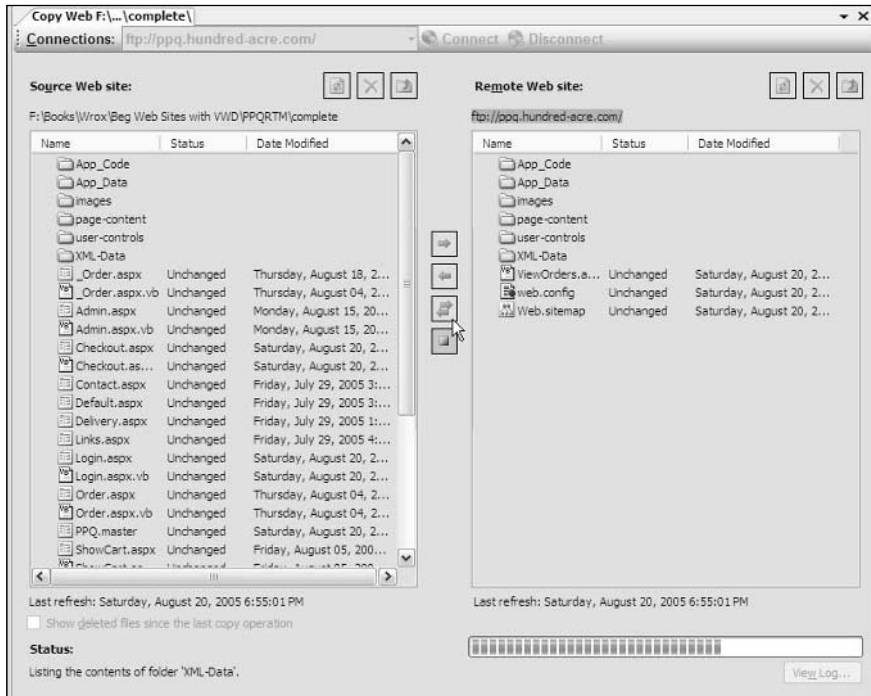 Copy Web F:\...\complete\
Connections: ftp://ppq.hundred-acre.com/ Connect Disconnect
Source Web site:
F:\Books\Wrox\Beg Web Sites with VWD\PPQRTM\complete
Name Status Date Modified
App_Code
App_Data
images
page-content
user-controls
XML-Data
_Order.aspx Unchanged Thursday, August 18, 2...
_Order.aspx.vb Unchanged Thursday, August 04, 2...
Admin.aspx Unchanged Monday, August 15, 20...
Admin.aspx.vb Unchanged Monday, August 15, 20...
Checkout.aspx Unchanged Saturday, August 20, 2...
Checkout.as... Unchanged Saturday, August 20, 2...
Contact.aspx Unchanged Friday, July 29, 2005 3:...
Default.aspx Unchanged Friday, July 29, 2005 3:...
Delivery.aspx Unchanged Friday, July 29, 2005 1:...
Links.aspx Unchanged Friday, July 29, 2005 4:...
Login.aspx Unchanged Saturday, August 20, 2...
Login.aspx.vb Unchanged Saturday, August 20, 2...
Order.aspx Unchanged Thursday, August 04, 2...
Order.aspx.vb Unchanged Thursday, August 04, 2...
PPQ.master Unchanged Saturday, August 20, 2...
ShowCart.aspx Unchanged Friday, August 05, 200...
Last refresh: Saturday, August 20, 2005 6:55:01 PM
Show deleted files since the last copy operation
Status:
Listing the contents of folder 'XML-Data'.
Remote Web site:
ftp://ppq.hundred-acre.com/
Name Status Date Modified
App_Code
App_Data
images
page-content
user-controls
XML-Data
ViewOrders.a... Unchanged Saturday, August 20, 2...
web.config Unchanged Saturday, August 20, 2...
Web.sitemap Unchanged Saturday, August 20, 2...
Last refresh: Saturday, August 20, 2005 6:55:01 PM
View Log...